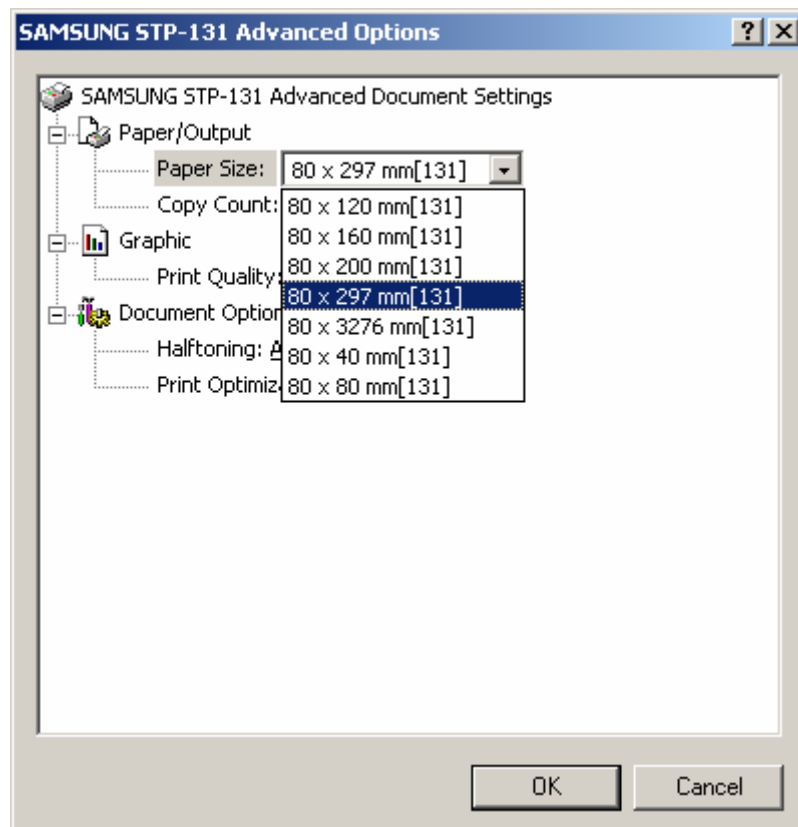 SAMSUNG STP-131 Advanced Options
SAMSUNG STP-131 Advanced Document Settings
Paper/Output
Paper Size: 80 x 297 mm[131]
Copy Count:
80 x 120 mm[131]
80 x 160 mm[131]
Graphic
Print Quality:
80 x 200 mm[131]
80 x 297 mm[131]
Document Option
80 x 3276 mm[131]
Halftoning:
80 x 40 mm[131]
Print Optimiz
80 x 80 mm[131]
OK
Cancel